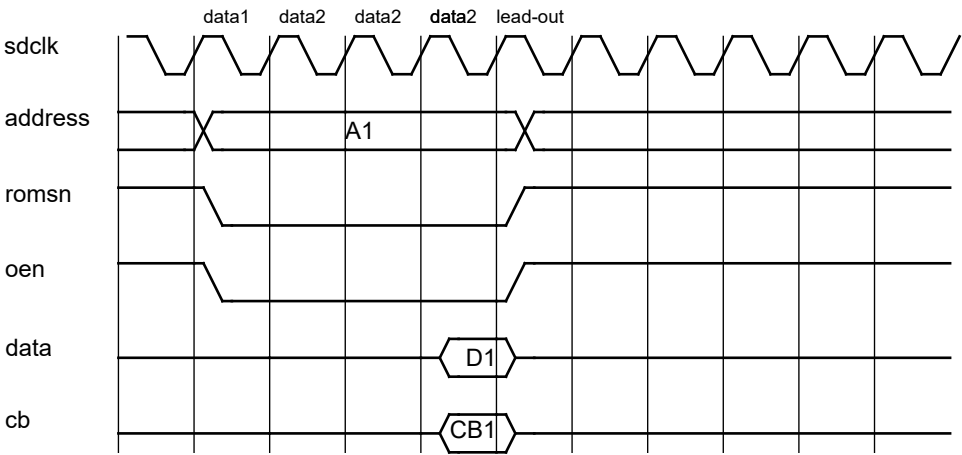 data1 data2 data2 data2 lead-out
sdclk
address
A1
romsn
oen
data
D1
cb
CB1